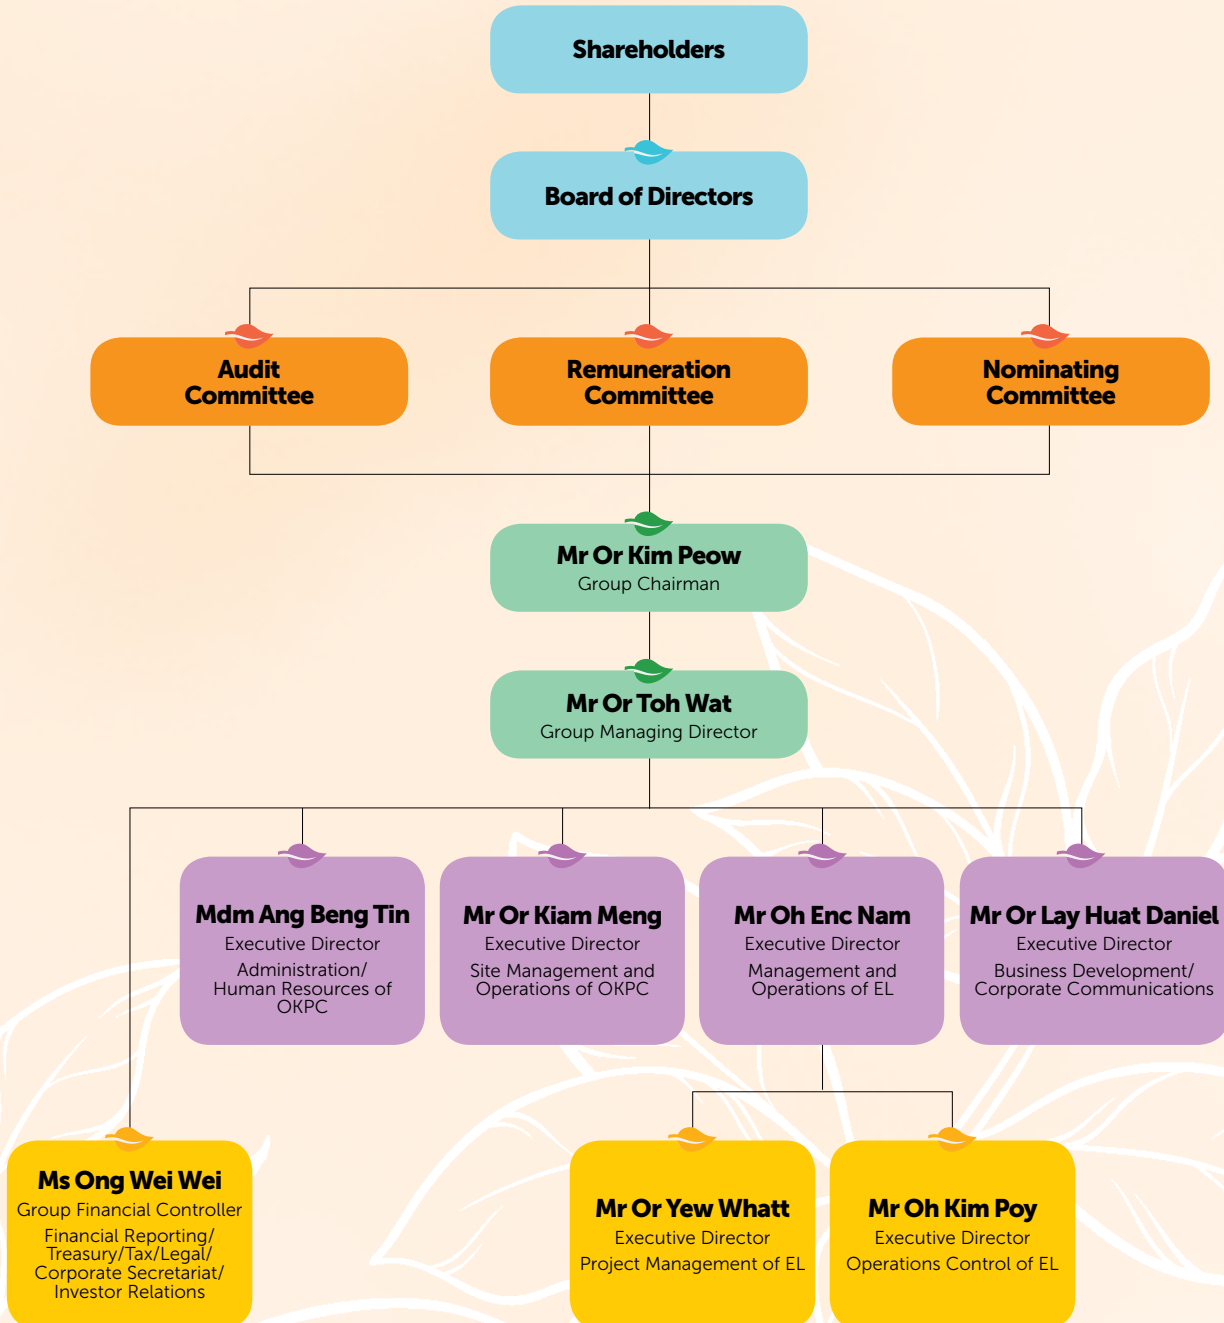 Shareholders
Board of Directors
Audit
Committee
Remuneration
Committee
Nominating
Committee
Mr Or Kim Peow
Group Chairman
Mr Or Toh Wat
Group Managing Director
Mdm Ang Beng Tin
Executive Director
Administration/
Human Resources of
OKPC
Mr Or Kiam Meng
Executive Director
Site Management and
Operations of OKPC
Mr Oh Enc Nam
Executive Director
Management and
Operations of EL
Mr Or Lay Huat Daniel
Executive Director
Business Development/
Corporate Communications
Ms Ong Wei Wei
Group Financial Controller
Financial Reporting/
Treasury/Tax/Legal/
Corporate Secretariat/
Investor Relations
Mr Or Yew Whatt
Executive Director
Project Management of EL
Mr Oh Kim Poy
Executive Director
Operations Control of EL